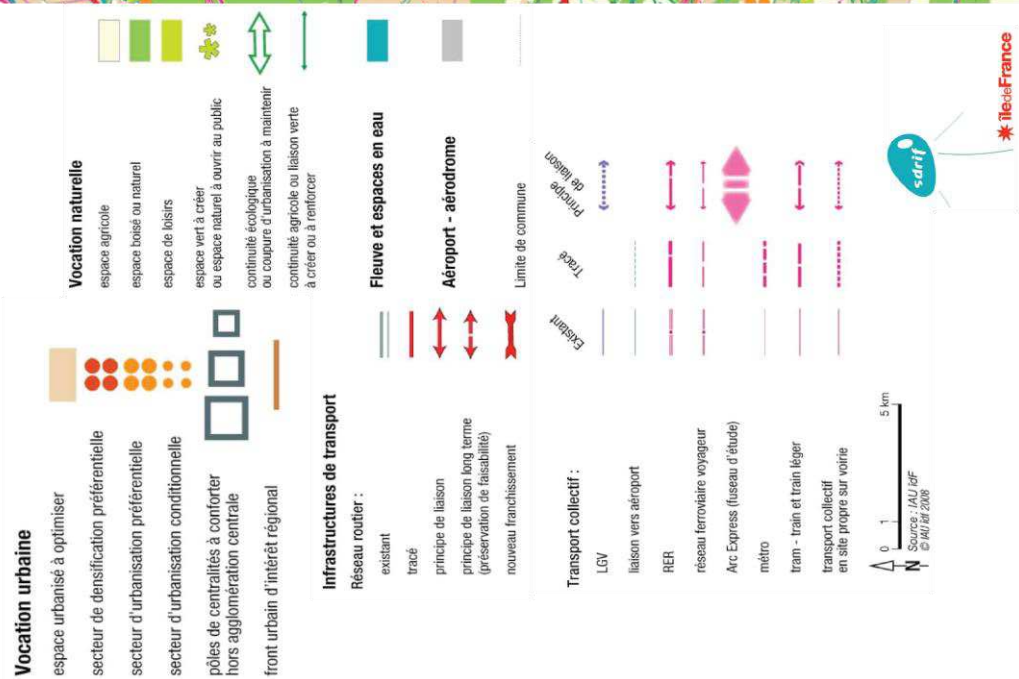 Vocation urbaine
espace urbanisé à optimiser
secteur de densification préférentielle
secteur d'urbanisation préférentielle
secteur d'urbanisation conditionnelle
pôles de centralités à conforter
hors agglomération centrale
front urbain d'intérêt régional
Vocation naturelle
espace agricole
espace boisé ou naturel
espace de loisirs
espace vert à créer
ou espace naturel à ouvrir au public
continuité écologique
ou coupure d'urbanisation à maintenir
continuité agricole ou liaison verte
à créer ou à renforcer
Fleuve et espaces en eau
Aéroport - aérodrome
Limite de commune
Infrastructures de transport
Réseau routier :
existant
tracé
principe de liaison
principe de liaison long terme
(préservation de faisabilité)
nouveau franchissement
Transport collectif :
Existant
Tracé
Principe
de liaison
LGV
liaison vers aéroport
RER
réseau ferroviaire voyageur
Arc Express (fuseau d'étude)
métro
tram - train et train léger
transport collectif
en site propre sur voirie
N
0 1 5 km
Source : IAU îdF
© IAU îdf 2008
sdrif
îledeFrance